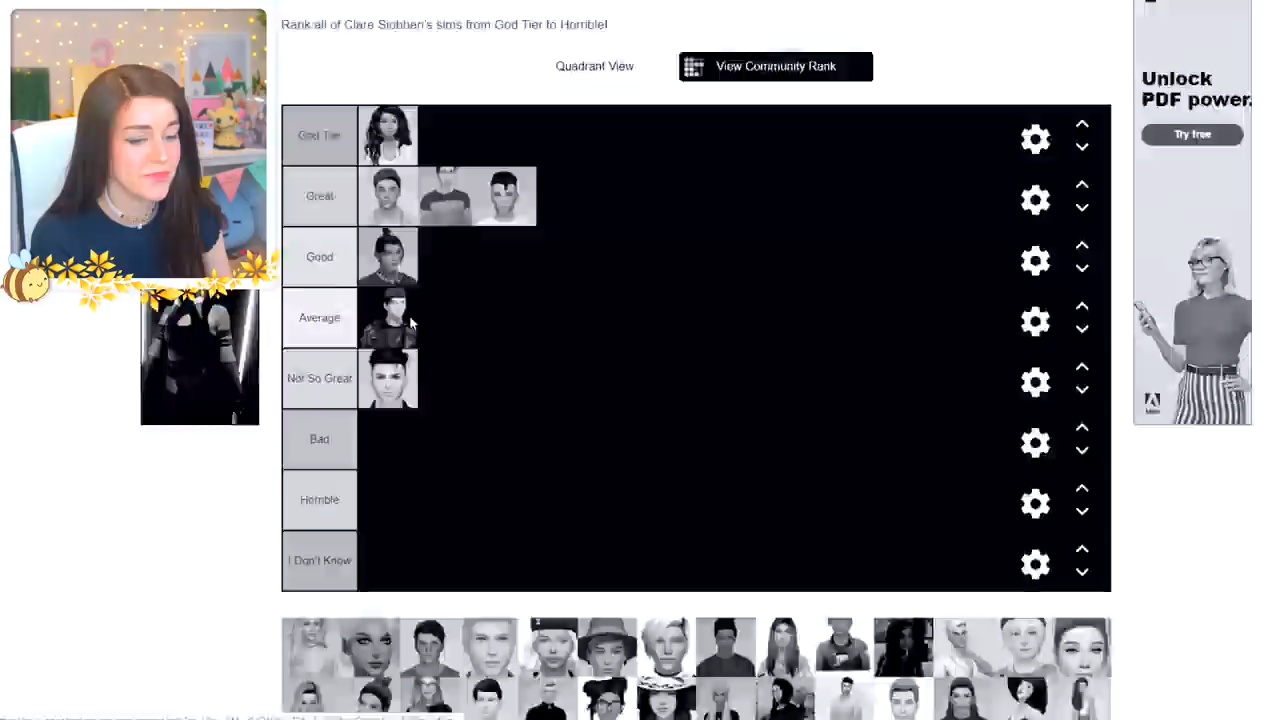 Rank all of Clare Siobhan's sims from God Tier to Horrible!
Quadrant View
View Community Rank
God Tier
Great
Good
Average
Not So Great
Bad
Horrible
I Don't Know
Unlock
PDF power.
Try free